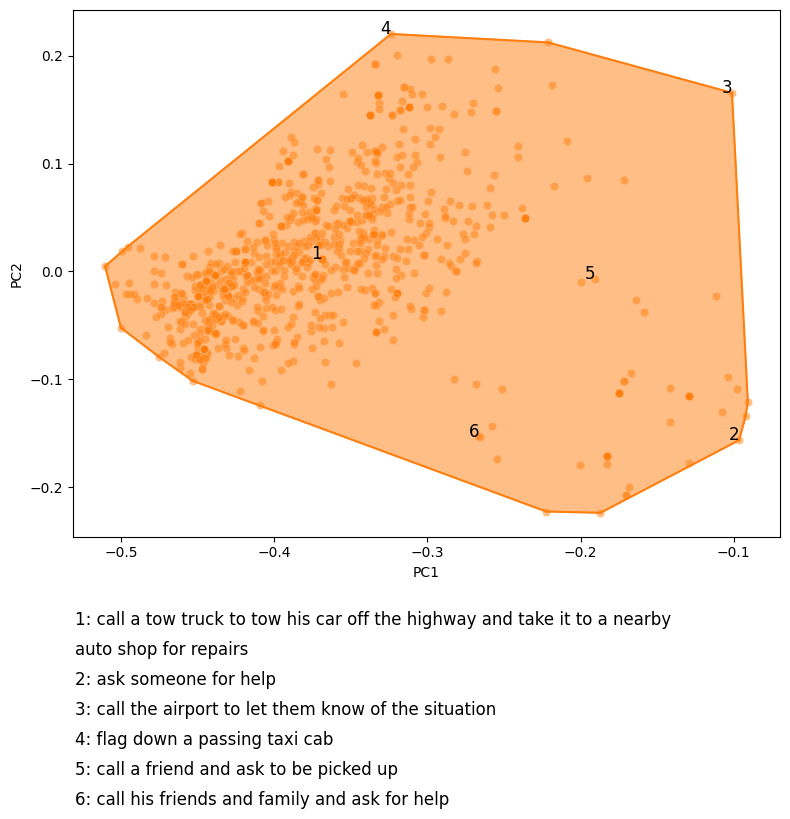 4
0.2
3
0.1
1
0.0
5
PC2
−0.1
6
2
−0.2
−0.5
−0.4
−0.3
−0.2
−0.1
PC1
1: call a tow truck to tow his car off the highway and take it to a nearby
auto shop for repairs
2: ask someone for help
3: call the airport to let them know of the situation
4: flag down a passing taxi cab
5: call a friend and ask to be picked up
6: call his friends and family and ask for help